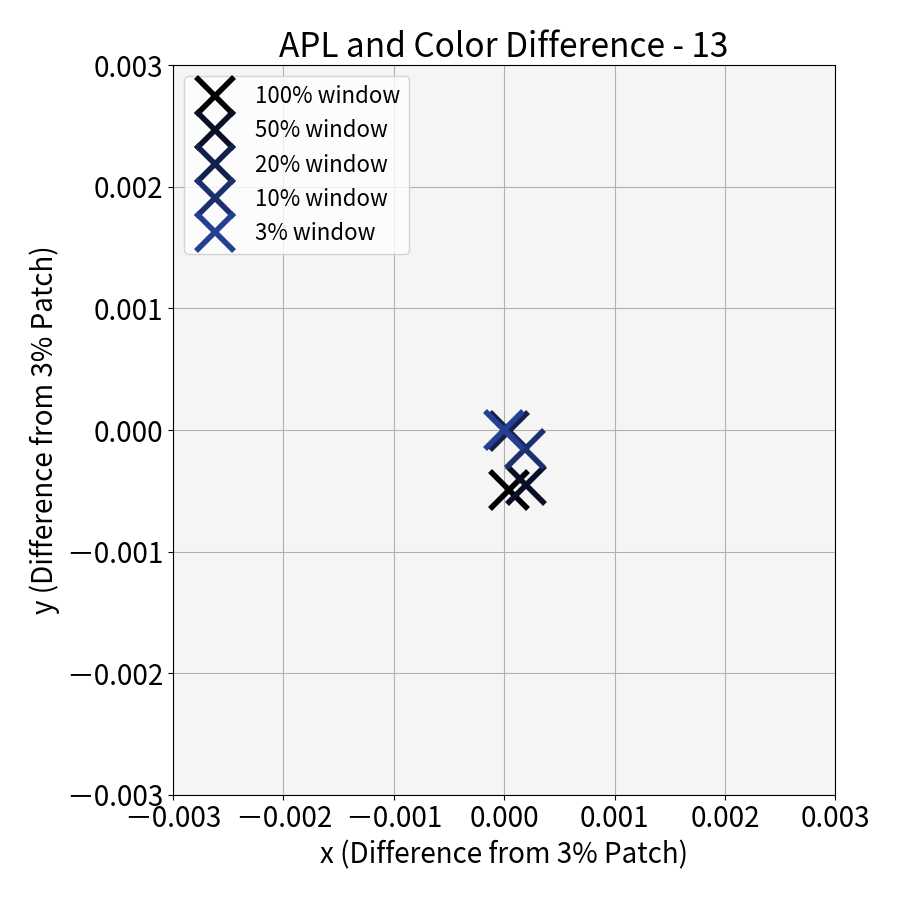 APL and Color Difference - 13
100% window
50% window
20% window
10% window
3% window
0.003
0.002
0.001
0.000
−0.001
−0.002
−0.003
y (Difference from 3% Patch)
−0.003 −0.002 −0.001 0.000 0.001 0.002 0.003
x (Difference from 3% Patch)